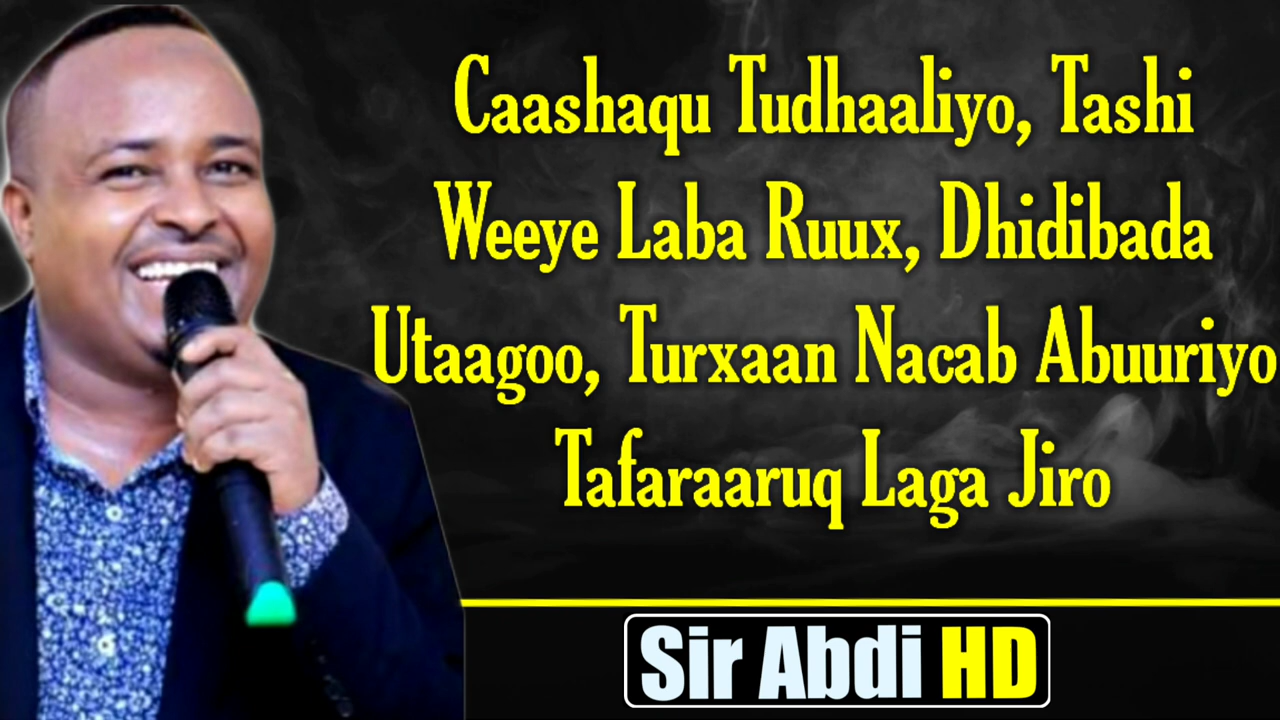 Caashaqu Tudhaaliyo, Tashi
Weeye Laba Ruux, Dhidibada
Utaagoo, Turxaan Nacab Abuuriyo
Tafaraaruq Laga Jiro
Sir Abdi HD